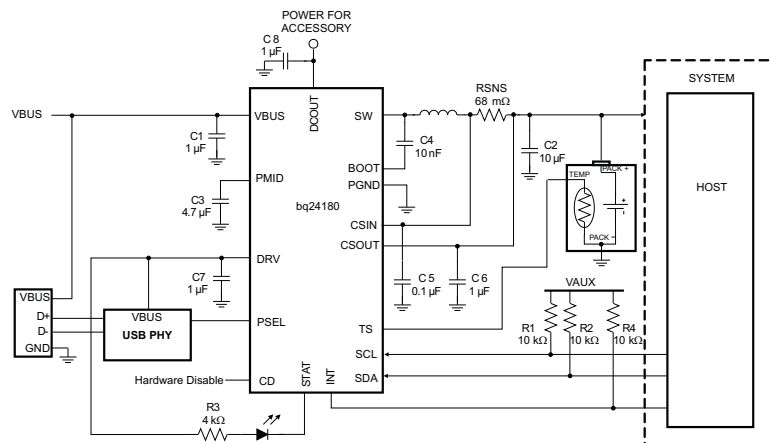 POWER FOR
ACCESSORY
C 8
1 µF
VBUS
VBUS
DCOUT
SW
RSNS
68 mΩ
SYSTEM
C1
1 µF
C4
10 nF
C2
10 µF
BOOT
PMID
PGND
C3
4.7 µF
bq24180
TEMP
PACK +
+
-
PACK -
HOST
CSIN
CSOUT
DRV
C7
1 µF
C 5
0.1 µF
C 6
1 µF
VAUX
VBUS
D+
D-
GND
VBUS
USB PHY
PSEL
TS
R1
10 kΩ
R2
10 kΩ
R4
10 kΩ
SCL
SDA
Hardware Disable
CD
STAT
INT
R3
4 kΩ